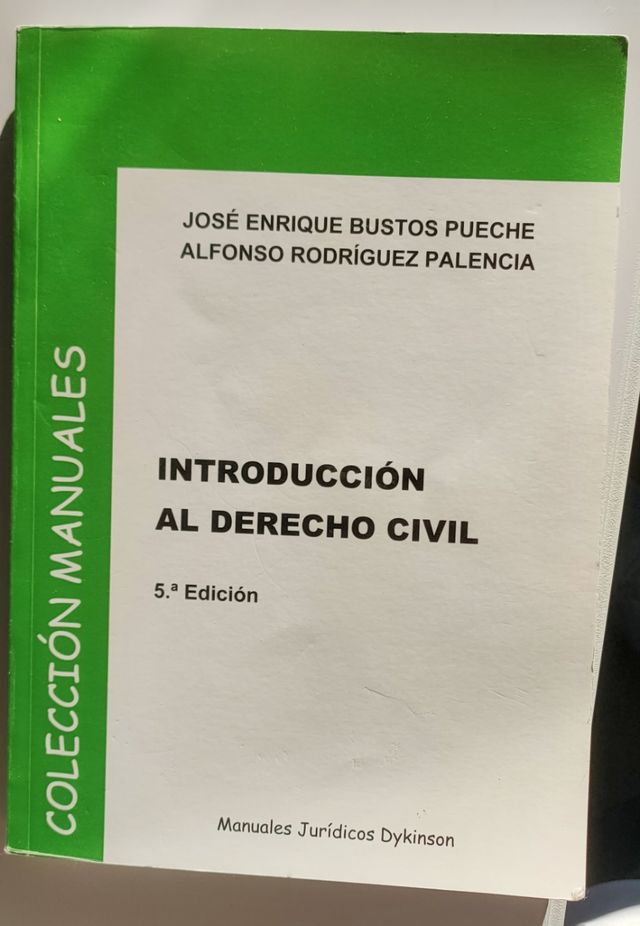 JOSÉ ENRIQUE BUSTOS PUECHE
ALFONSO RODRÍGUEZ PALENCIA
INTRODUCCIÓN
AL DERECHO CIVIL
5.ª Edición
Manuales Jurídicos Dykinson
COLECCIÓN MANUALES